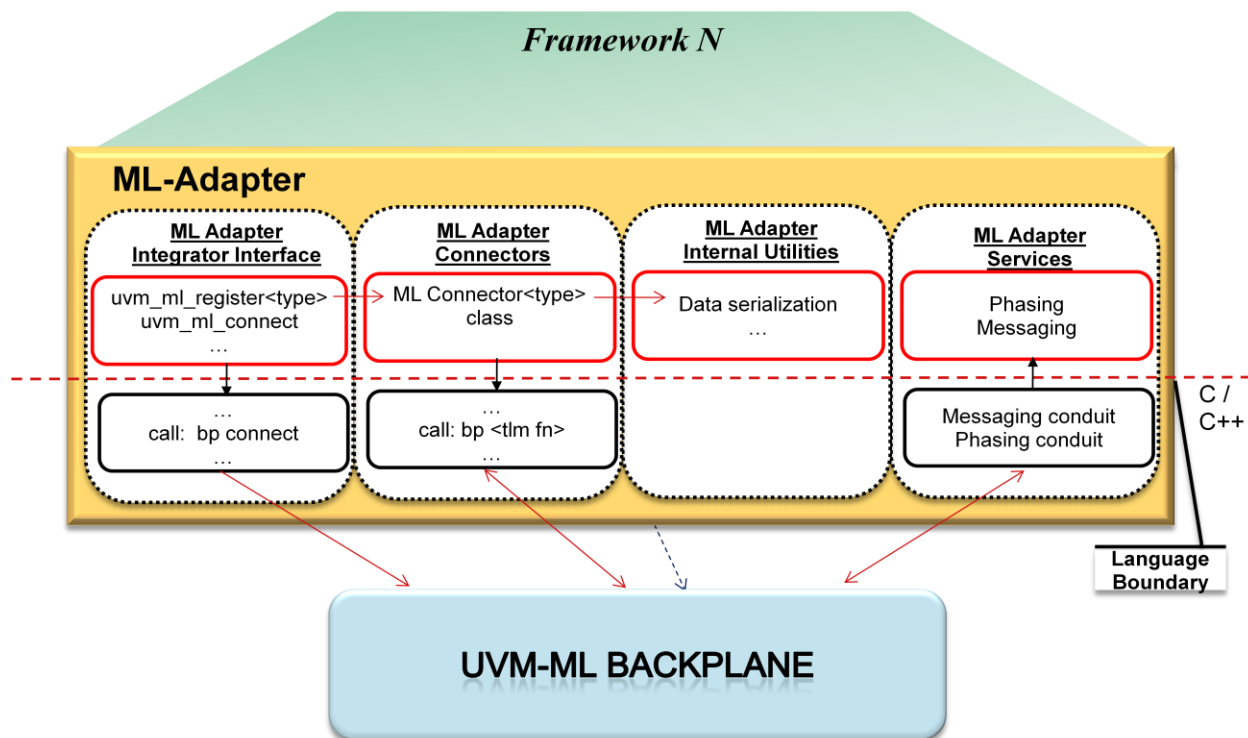 Framework N
ML-Adapter
ML Adapter
Integrator Interface
uvm_ml_register<type>
uvm_ml_connect
…
…
call:  bp connect
…
ML Adapter
Connectors
ML Connector<type>
class
…
call: bp <tlm fn>
…
ML Adapter
Internal Utilities
Data serialization
…
ML Adapter
Services
Phasing
Messaging
Messaging conduit
Phasing conduit
C /
C++
Language
Boundary
UVM-ML BACKPLANE